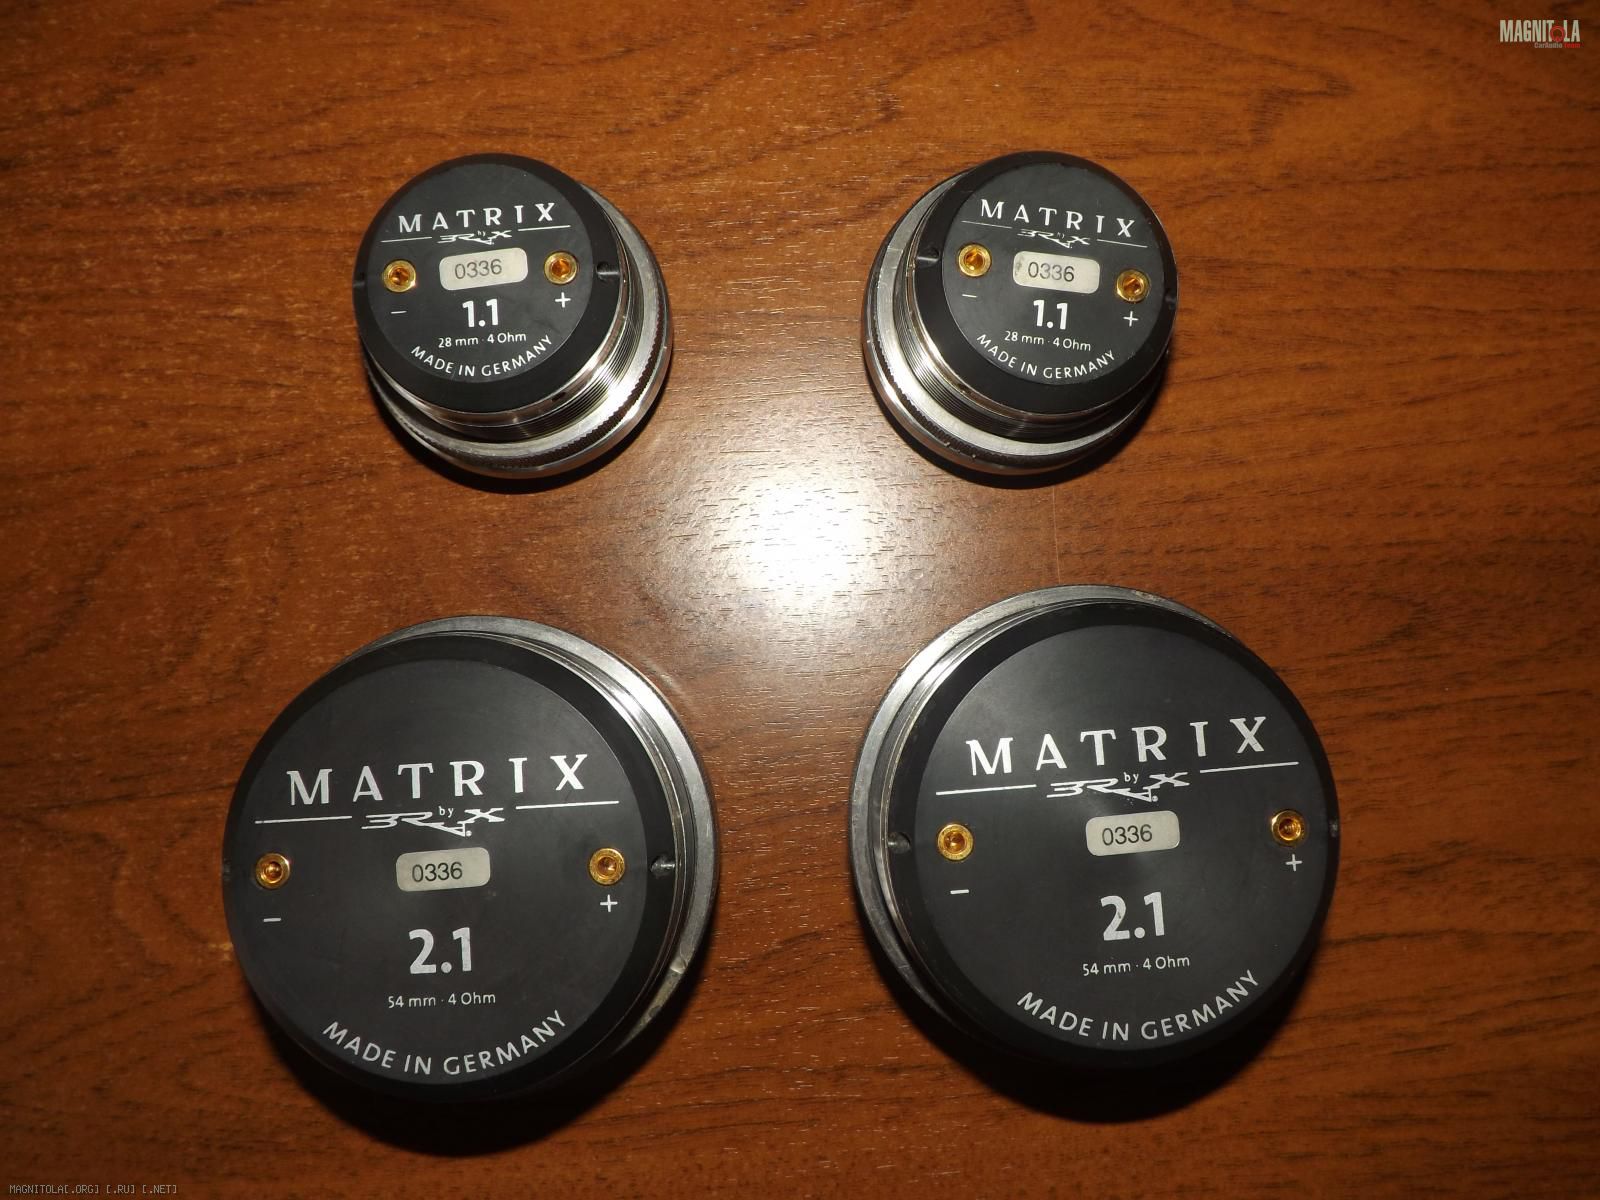 MAGNITOLA
CarAudio Team
MATRIX
by
BRAX
0336
− +
1.1
28 mm · 4 Ohm
MADE IN GERMANY
MATRIX
by
BRAX
0336
− +
1.1
28 mm · 4 Ohm
MADE IN GERMANY
MATRIX
by
BRAX®
0336
− +
2.1
54 mm · 4 Ohm
MADE IN GERMANY
MATRIX
by
BRAX®
0336
− +
2.1
54 mm · 4 Ohm
MADE IN GERMANY
MAGNITOLA[.ORG] [.RU] [.NET]